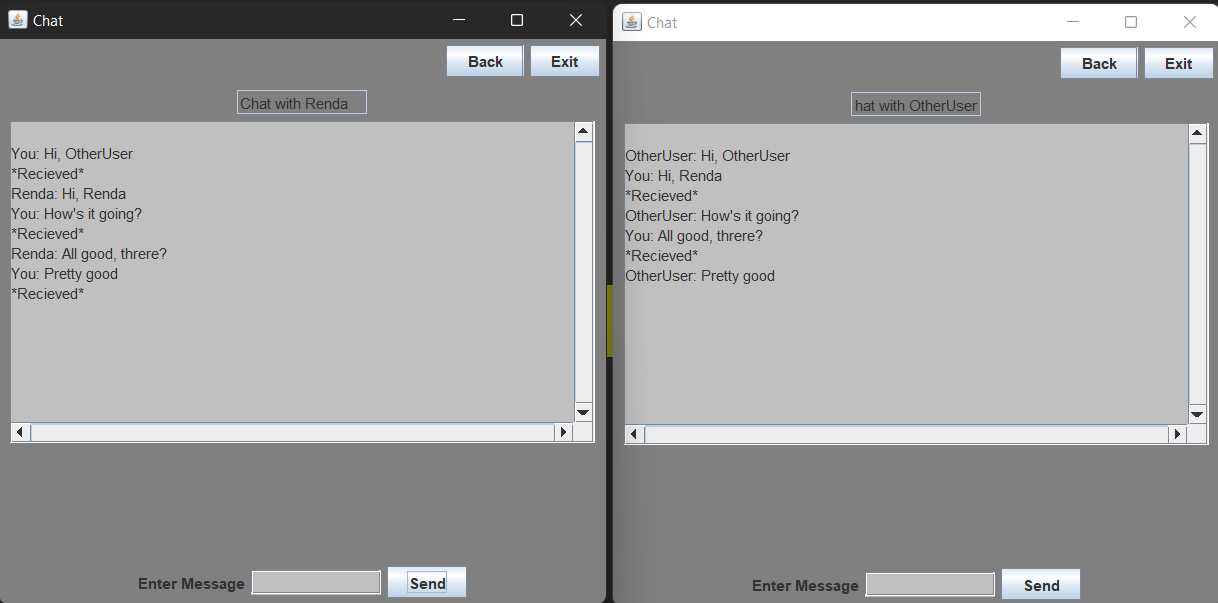 Chat
Back Exit
Chat with Renda
You: Hi, OtherUser
*Recieved*
Renda: Hi, Renda
You: How's it going?
*Recieved*
Renda: All good, threre?
You: Pretty good
*Recieved*
Enter Message Send
Chat
Back Exit
hat with OtherUser
OtherUser: Hi, OtherUser
You: Hi, Renda
*Recieved*
OtherUser: How's it going?
You: All good, threre?
*Recieved*
OtherUser: Pretty good
Enter Message Send